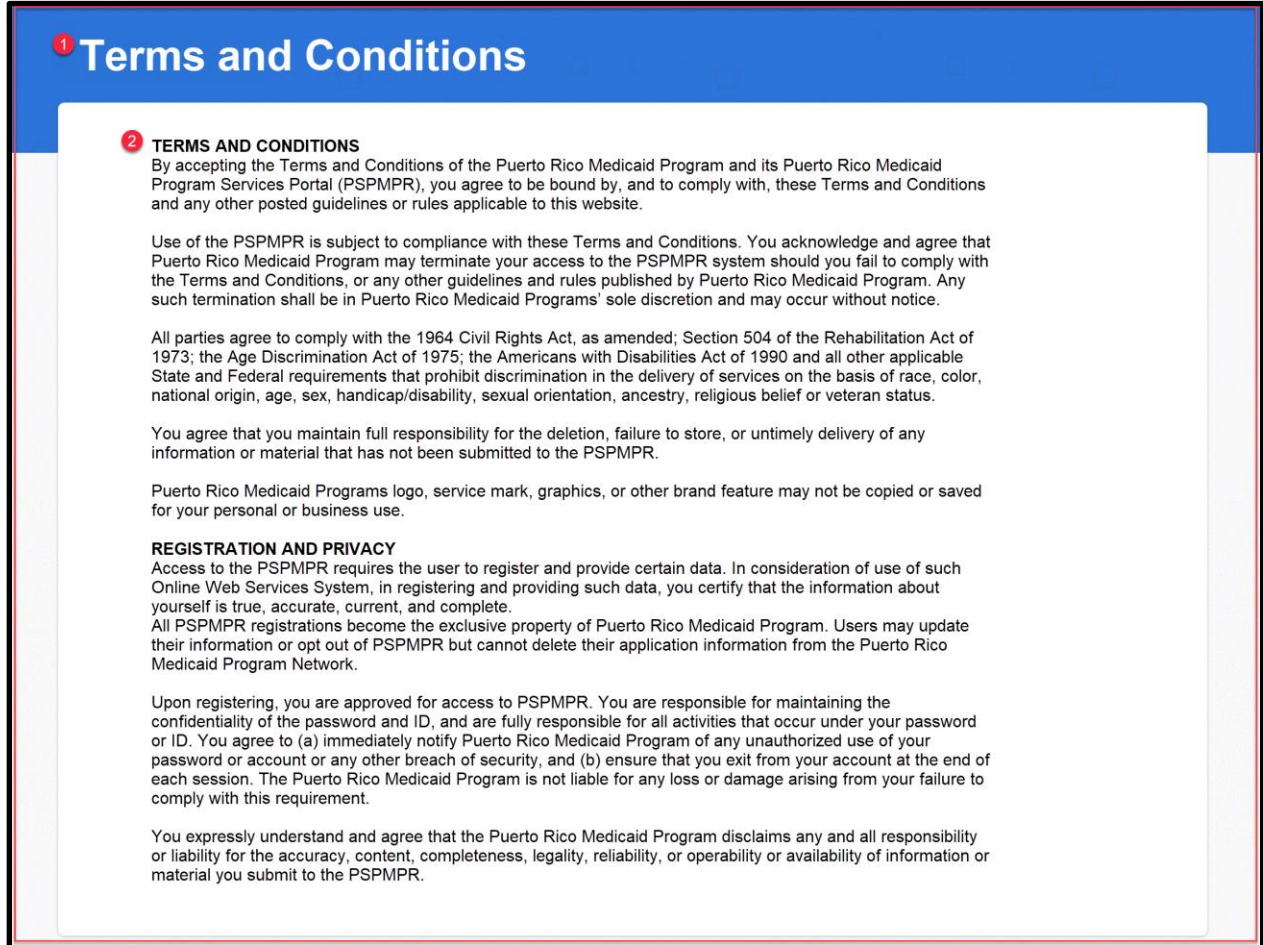 1 Terms and Conditions
2 TERMS AND CONDITIONS
By accepting the Terms and Conditions of the Puerto Rico Medicaid Program and its Puerto Rico Medicaid
Program Services Portal (PSPMPR), you agree to be bound by, and to comply with, these Terms and Conditions
and any other posted guidelines or rules applicable to this website.
Use of the PSPMPR is subject to compliance with these Terms and Conditions. You acknowledge and agree that
Puerto Rico Medicaid Program may terminate your access to the PSPMPR system should you fail to comply with
the Terms and Conditions, or any other guidelines and rules published by Puerto Rico Medicaid Program. Any
such termination shall be in Puerto Rico Medicaid Programs' sole discretion and may occur without notice.
All parties agree to comply with the 1964 Civil Rights Act, as amended; Section 504 of the Rehabilitation Act of
1973; the Age Discrimination Act of 1975; the Americans with Disabilities Act of 1990 and all other applicable
State and Federal requirements that prohibit discrimination in the delivery of services on the basis of race, color,
national origin, age, sex, handicap/disability, sexual orientation, ancestry, religious belief or veteran status.
You agree that you maintain full responsibility for the deletion, failure to store, or untimely delivery of any
information or material that has not been submitted to the PSPMPR.
Puerto Rico Medicaid Programs logo, service mark, graphics, or other brand feature may not be copied or saved
for your personal or business use.
REGISTRATION AND PRIVACY
Access to the PSPMPR requires the user to register and provide certain data. In consideration of use of such
Online Web Services System, in registering and providing such data, you certify that the information about
yourself is true, accurate, current, and complete.
All PSPMPR registrations become the exclusive property of Puerto Rico Medicaid Program. Users may update
their information or opt out of PSPMPR but cannot delete their application information from the Puerto Rico
Medicaid Program Network.
Upon registering, you are approved for access to PSPMPR. You are responsible for maintaining the
confidentiality of the password and ID, and are fully responsible for all activities that occur under your password
or ID. You agree to (a) immediately notify Puerto Rico Medicaid Program of any unauthorized use of your
password or account or any other breach of security, and (b) ensure that you exit from your account at the end of
each session. The Puerto Rico Medicaid Program is not liable for any loss or damage arising from your failure to
comply with this requirement.
You expressly understand and agree that the Puerto Rico Medicaid Program disclaims any and all responsibility
or liability for the accuracy, content, completeness, legality, reliability, or operability or availability of information or
material you submit to the PSPMPR.